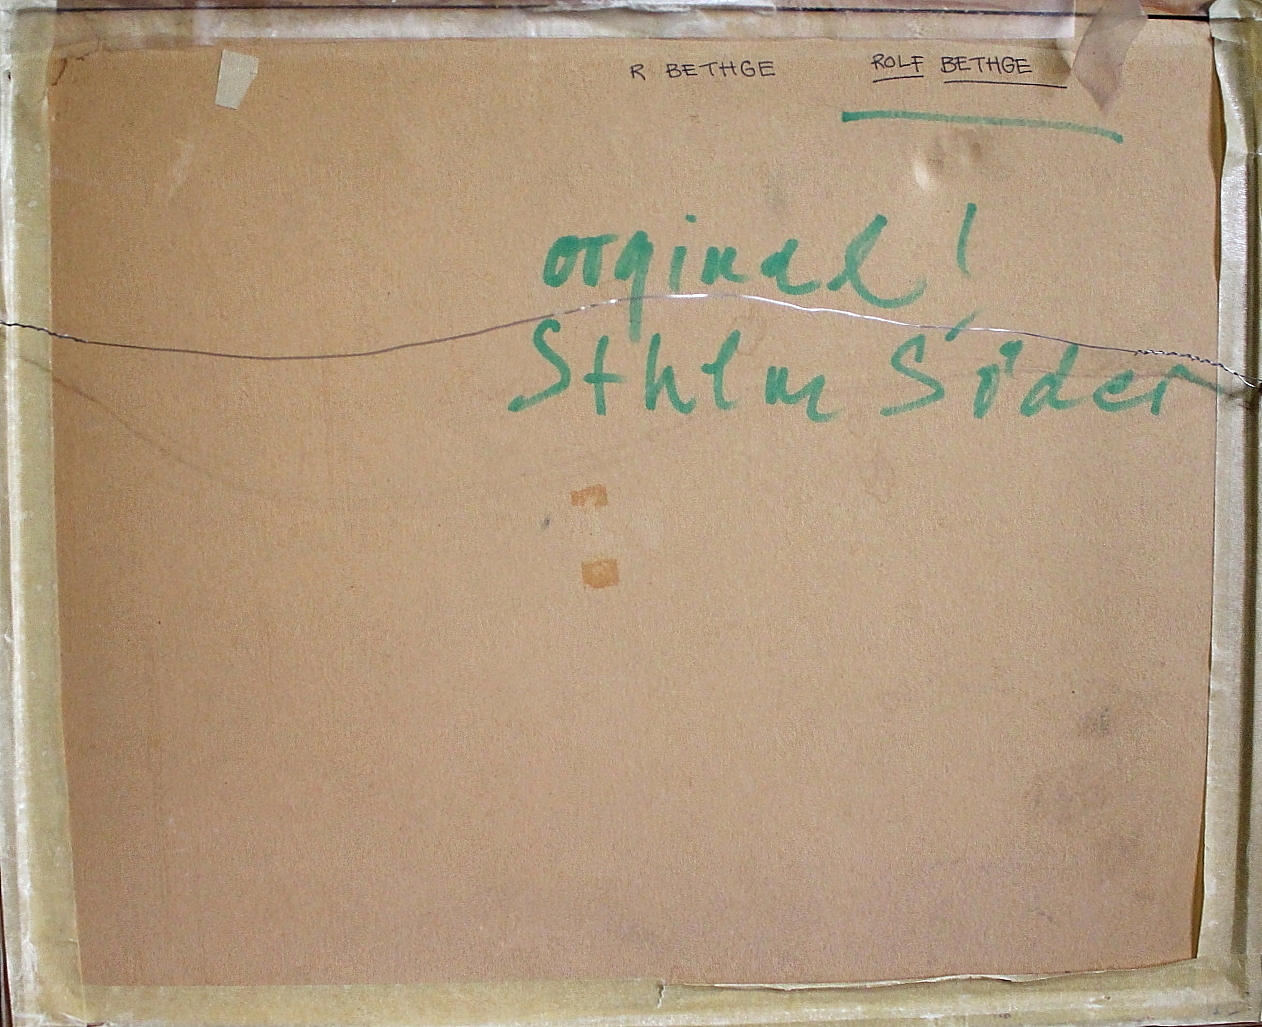 R BETHGE ROLF BETHGE
orginal!
Sthlm Söder